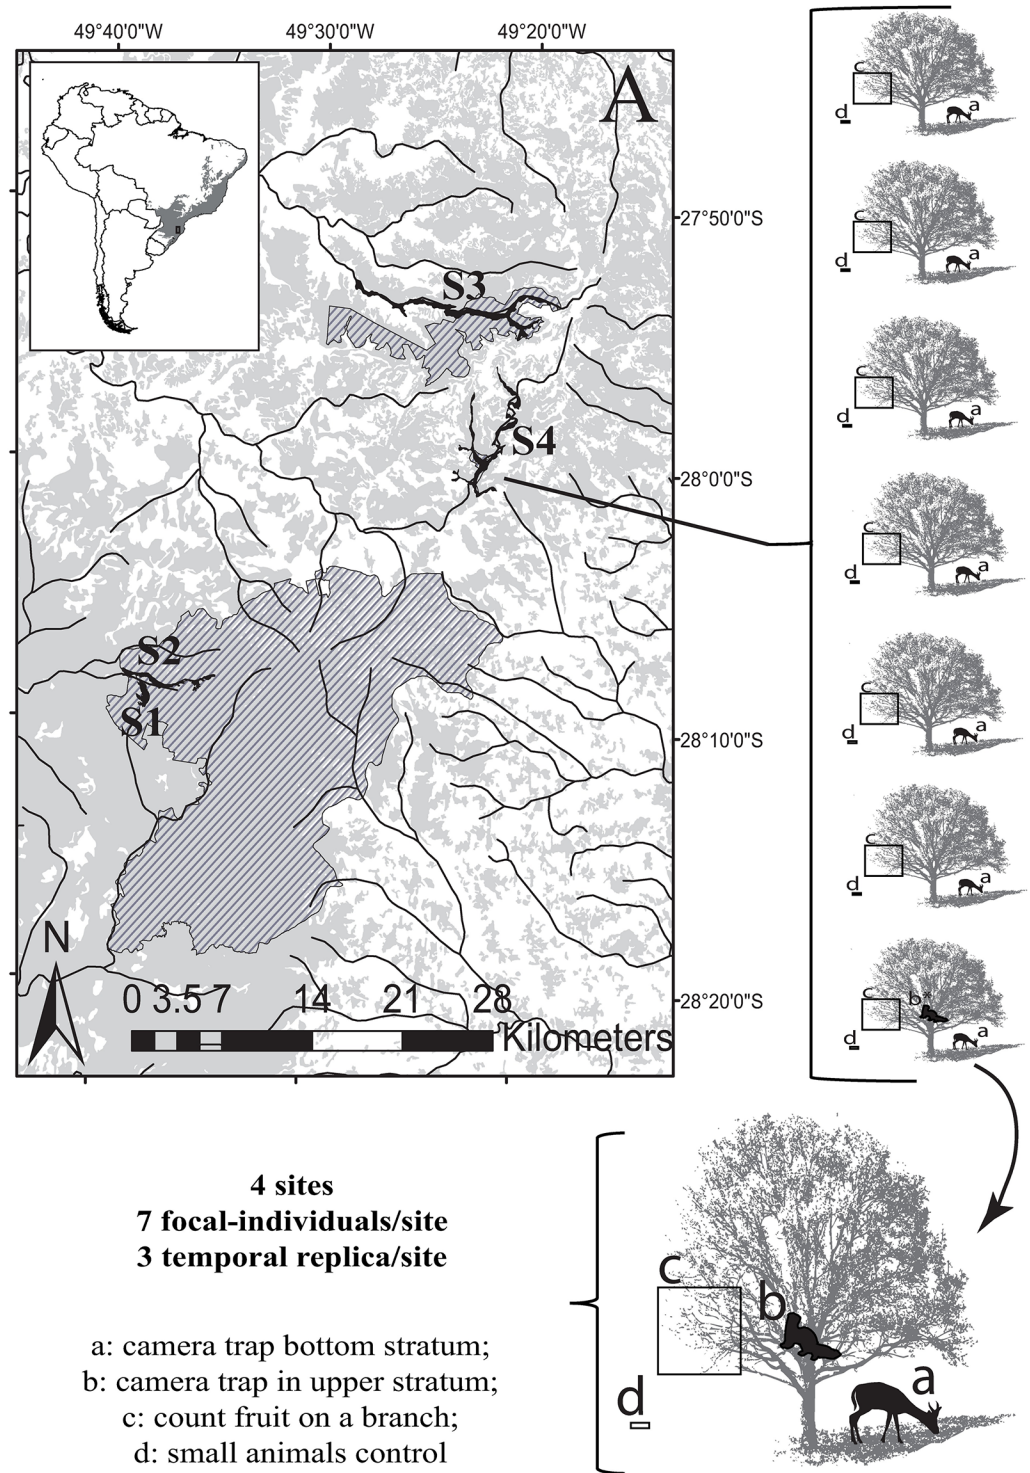 49°40'0"W
49°30'0"W
49°20'0"W
A
27°50'0"S
28°0'0"S
28°10'0"S
28°20'0"S
S3
S4
S2
S1
N
0 3.5 7 14 21 28
Kilometers
c
d
a
c
d
a
c
d
a
c
d
a
c
d
a
c
d
a
c
b*
d
a
4 sites
7 focal-individuals/site
3 temporal replica/site
a: camera trap bottom stratum;
b: camera trap in upper stratum;
c: count fruit on a branch;
d: small animals control
c
b
d
a